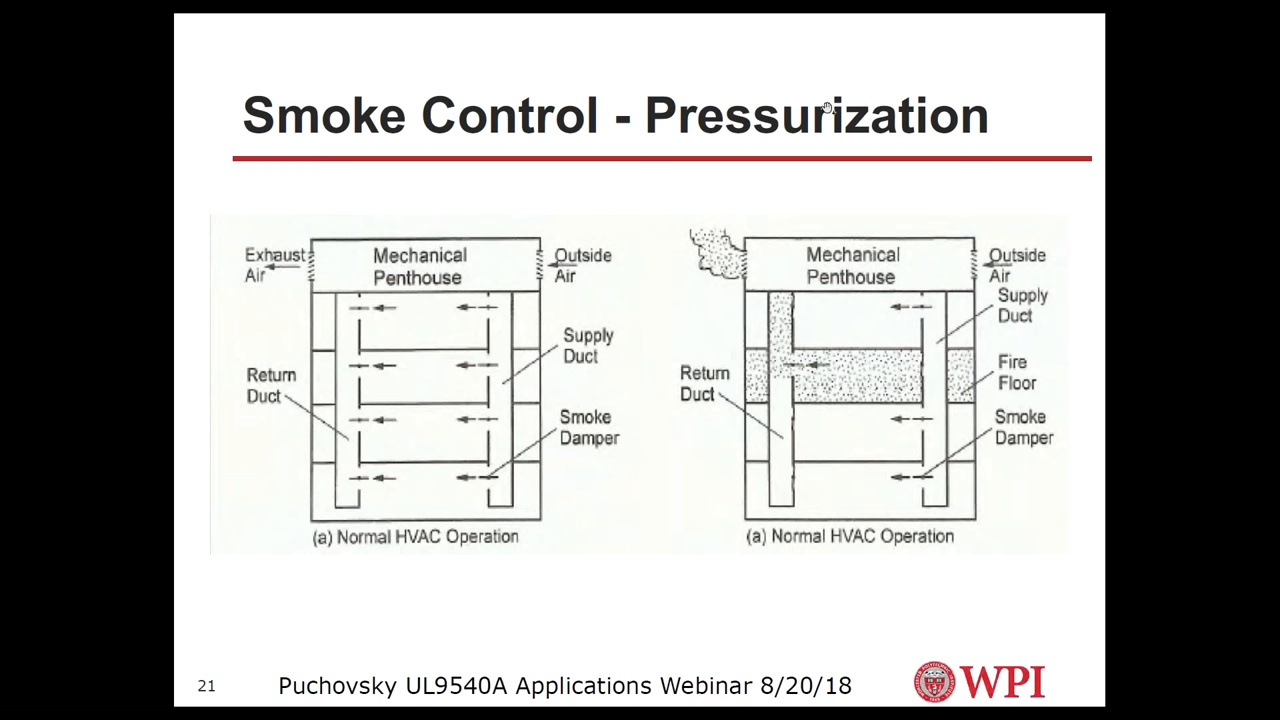 Smoke Control - Pressurization
Exhaust
Air
Mechanical
Penthouse
Outside
Air
Supply
Duct
Return
Duct
Smoke
Damper
(a) Normal HVAC Operation
Mechanical
Penthouse
Outside
Air
Supply
Duct
Fire
Floor
Return
Duct
Smoke
Damper
(a) Normal HVAC Operation
21
Puchovsky UL9540A Applications Webinar 8/20/18
WPI